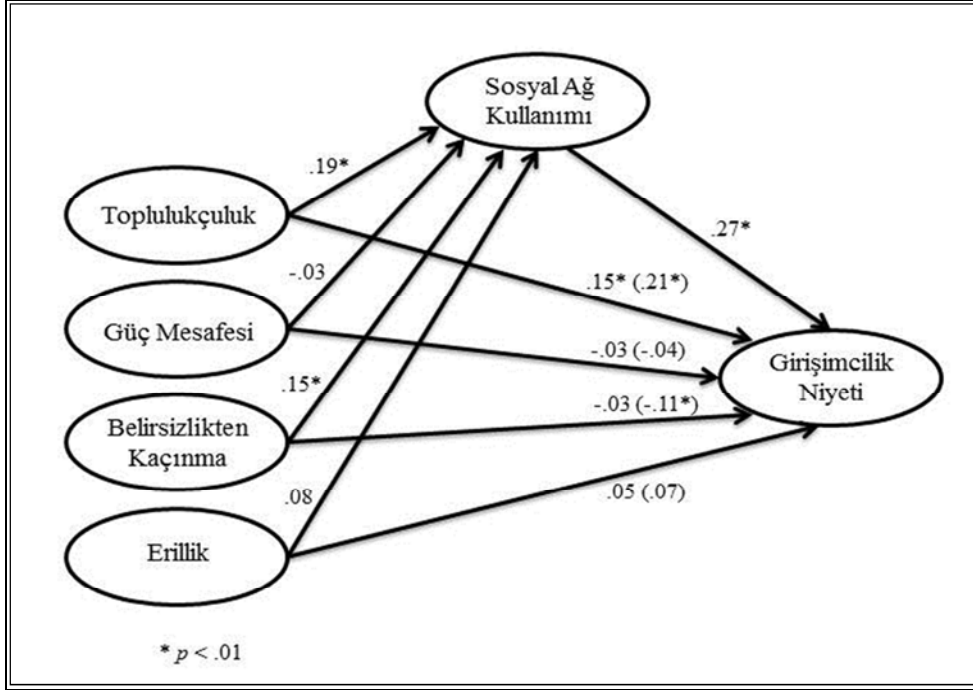 Sosyal Ağ
Kullanımı
.19*
Toplulukçuluk
.27*
-.03
.15* (.21*)
Güç Mesafesi
-.03 (-.04)
Girişimcilik
Niyeti
.15*
-.03 (-.11*)
Belirsizlikten
Kaçınma
.08
.05 (.07)
Erillik
* p < .01